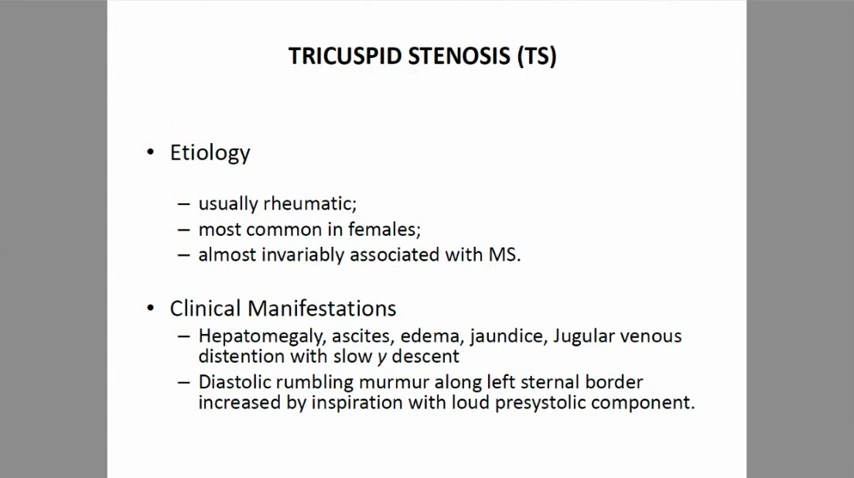 TRICUSPID STENOSIS (TS)
• Etiology
– usually rheumatic;
– most common in females;
– almost invariably associated with MS.
• Clinical Manifestations
– Hepatomegaly, ascites, edema, jaundice, Jugular venous
distention with slow y descent
– Diastolic rumbling murmur along left sternal border
increased by inspiration with loud presystolic component.